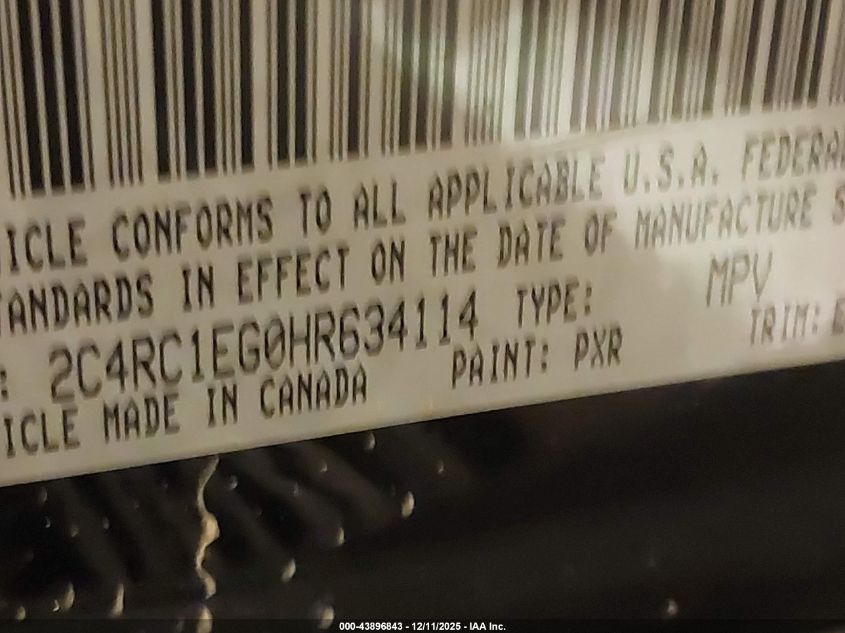 ICLE CONFORMS TO ALL APPLICABLE U.S.A. FEDERA
TANDARDS IN EFFECT ON THE DATE OF MANUFACTURE S
: 2C4RC1EG0HR634114 TYPE: MPV
ICLE MADE IN CANADA PAINT: PXR TRIM: E
000-43896843 - 12/11/2025 - IAA Inc.